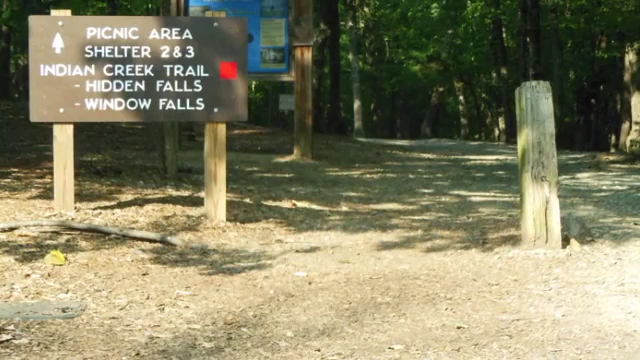 PICNIC AREA
SHELTER 2&3
INDIAN CREEK TRAIL
- HIDDEN FALLS
- WINDOW FALLS